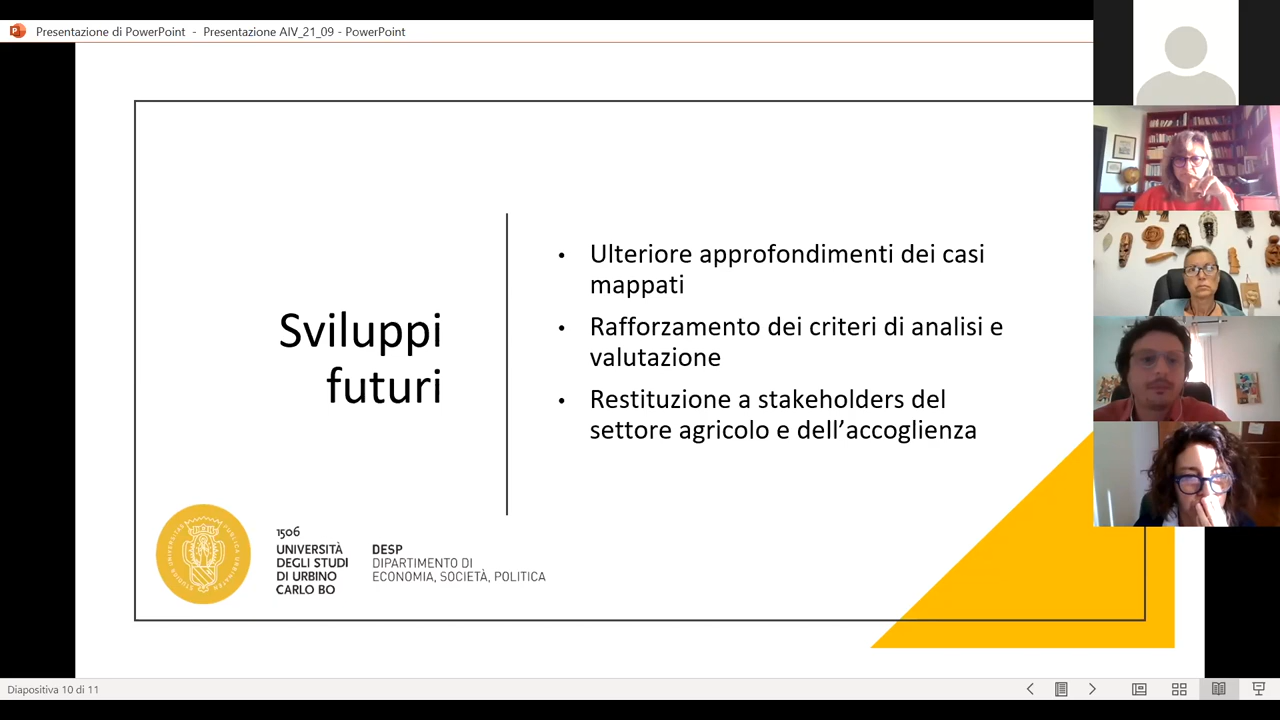 Presentazione di PowerPoint - Presentazione AIV_21_09 - PowerPoint
Sviluppi
futuri
• Ulteriore approfondimenti dei casi
mappati
• Rafforzamento dei criteri di analisi e
valutazione
• Restituzione a stakeholders del
settore agricolo e dell’accoglienza
1506
UNIVERSITÀ
DEGLI STUDI
DI URBINO
CARLO BO
DESP
DIPARTIMENTO DI
ECONOMIA, SOCIETÀ, POLITICA
Diapositiva 10 di 11